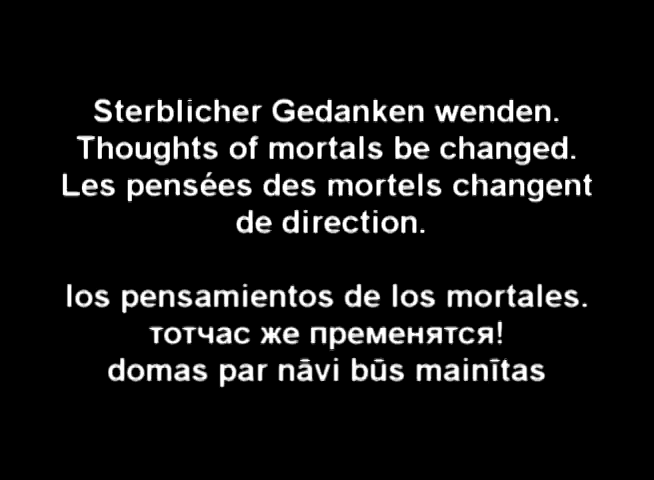 Sterblicher Gedanken wenden.
Thoughts of mortals be changed.
Les pensées des mortels changent
de direction.
los pensamientos de los mortales.
тотчас же пременятся!
domas par nāvi būs mainītas